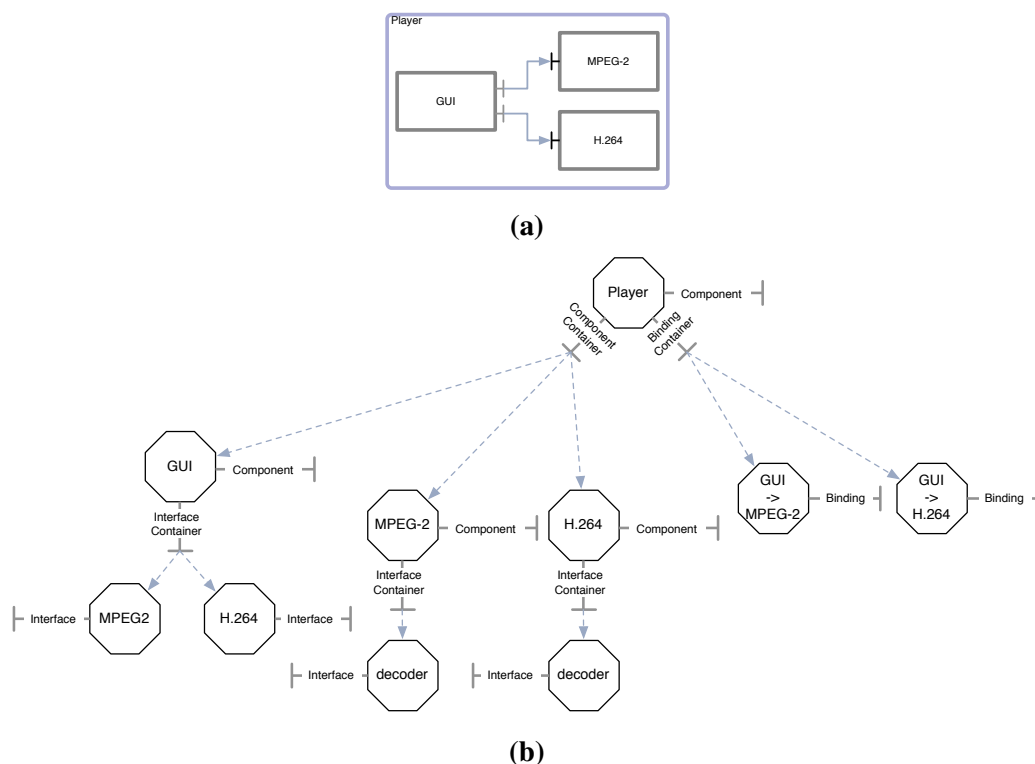 Player
MPEG-2
GUI
H.264
(a)
Player
Component
Component
Container
Binding
Container
GUI
Component
Interface
Container
MPEG2
Interface
H.264
Interface
MPEG-2
Component
Interface
Container
decoder
Interface
H.264
Component
Interface
Container
decoder
Interface
GUI
->
MPEG-2
Binding
GUI
->
H.264
Binding
(b)